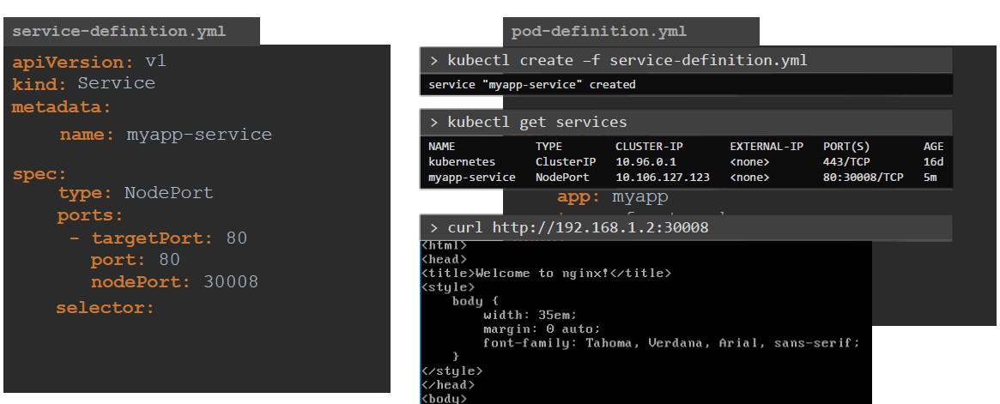 service-definition.yml
apiVersion: v1
kind: Service
metadata:
name: myapp-service
spec:
type: NodePort
ports:
- targetPort: 80
port: 80
nodePort: 30008
selector:
pod-definition.yml
> kubectl create –f service-definition.yml
service "myapp-service" created
> kubectl get services
NAME TYPE CLUSTER-IP EXTERNAL-IP PORT(S) AGE
kubernetes ClusterIP 10.96.0.1 <none> 443/TCP 16d
myapp-service NodePort 10.106.127.123 <none> 80:30008/TCP 5m
app: myapp
> curl http://192.168.1.2:30008
<html>
<head>
<title>Welcome to nginx!</title>
<style>
body {
width: 35em;
margin: 0 auto;
font-family: Tahoma, Verdana, Arial, sans-serif;
}
</style>
</head>
<body>